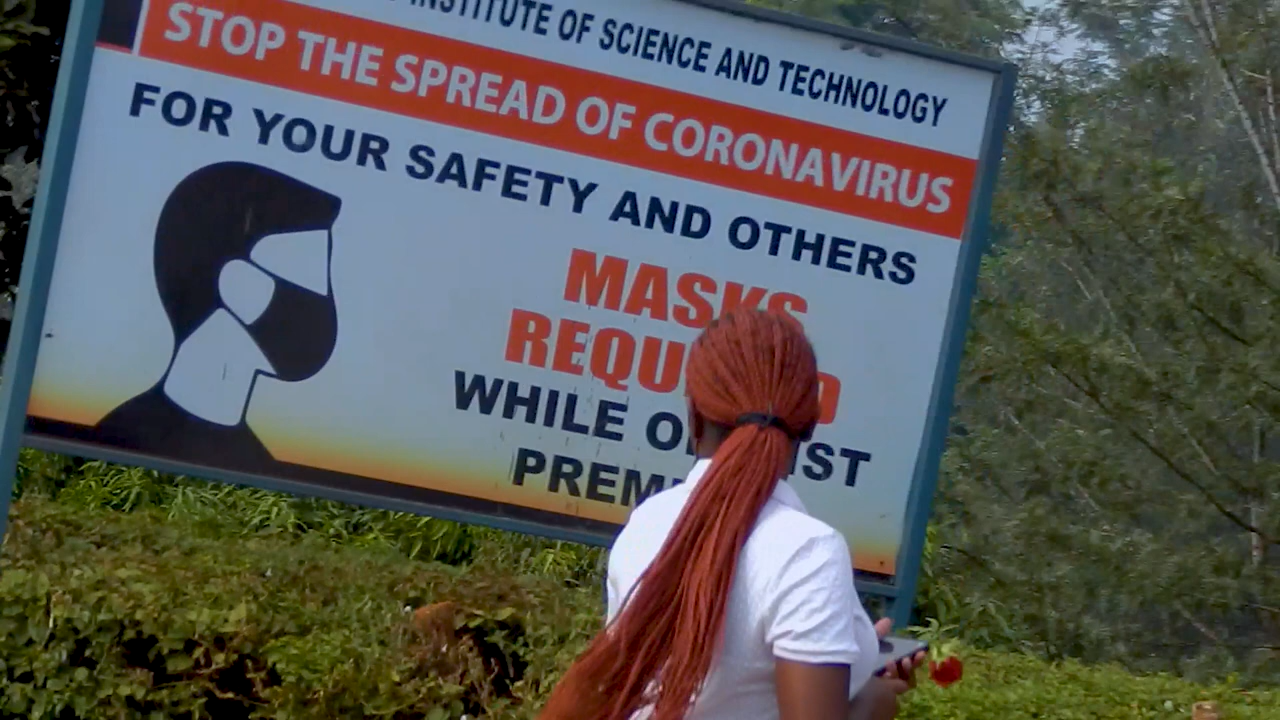 INSTITUTE OF SCIENCE AND TECHNOLOGY
STOP THE SPREAD OF CORONAVIRUS
FOR YOUR SAFETY AND OTHERS
MASKS
WHILE